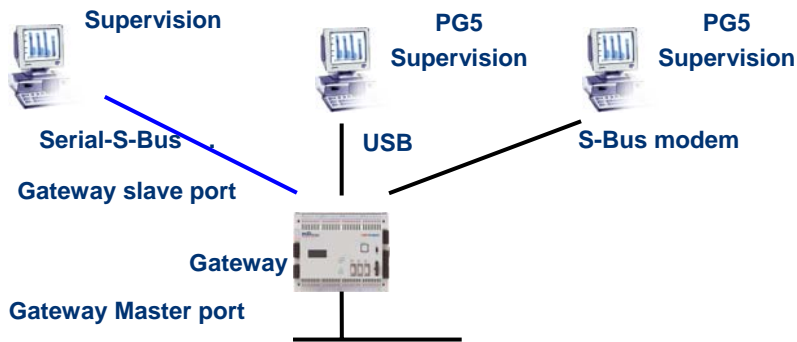 Supervision
PG5
Supervision
PG5
Supervision
Serial-S-Bus .
USB
S-Bus modem
Gateway slave port
Gateway
Gateway Master port